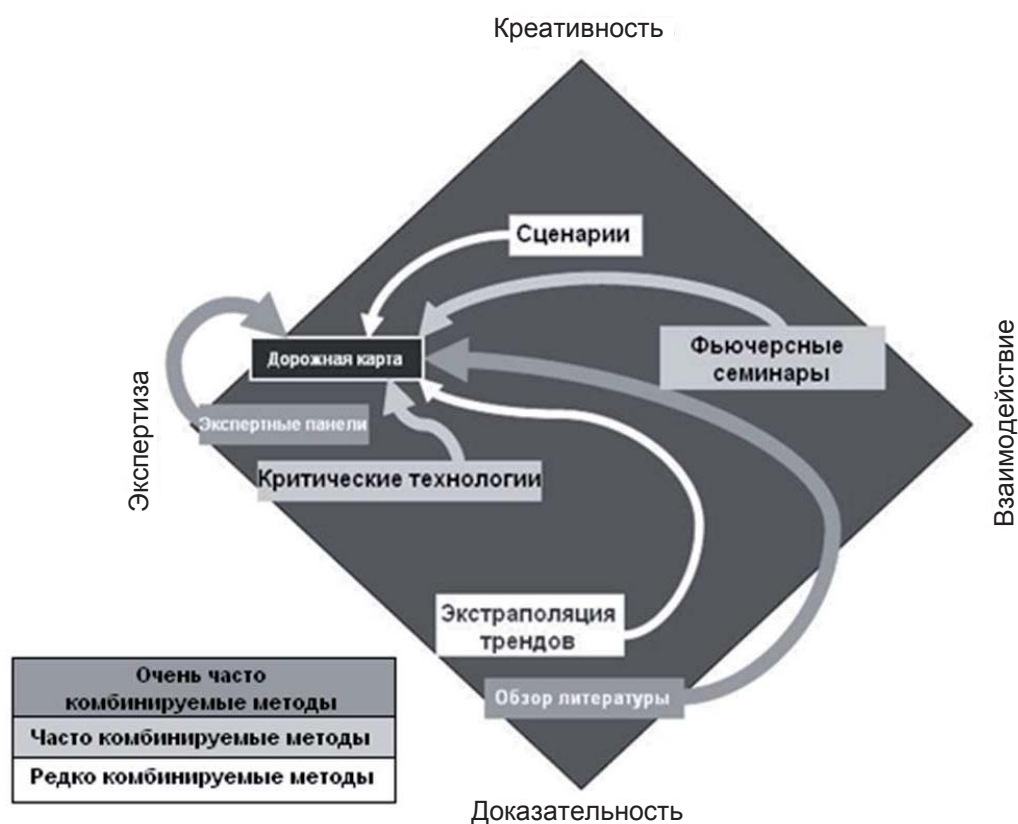 Креативность
Сценарии
Фьючерсные
семинары
Дорожная карта
Экспертные панели
Критические технологии
Экспертиза
Взаимодействие
Экстраполяция
трендов
Обзор литературы
Очень часто
комбинируемые методы
Часто комбинируемые методы
Редко комбинируемые методы
Доказательность